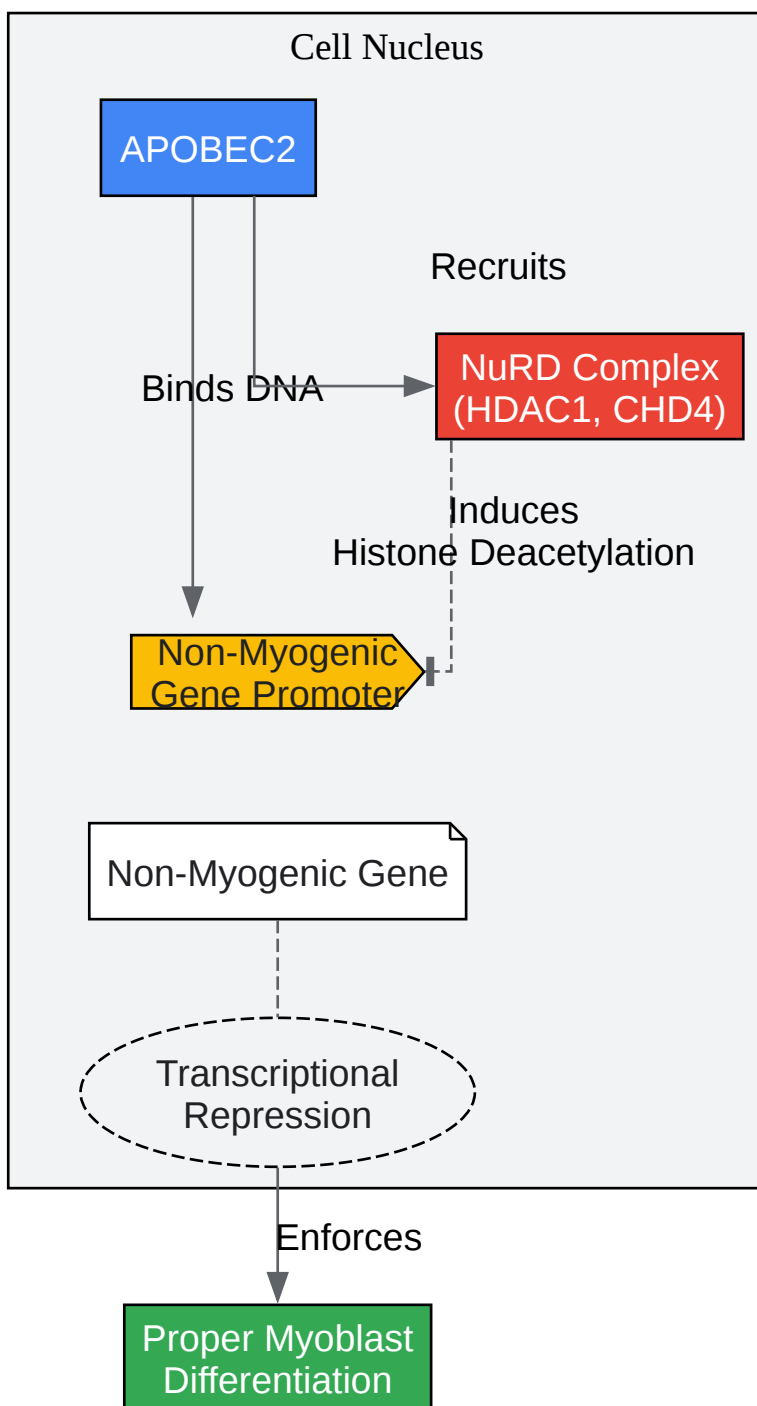 Cell Nucleus
APOBEC2
Recruits
NuRD Complex
(HDAC1, CHD4)
Binds DNA
Induces
Histone Deacetylation
Non-Myogenic
Gene Promoter
Non-Myogenic Gene
Transcriptional
Repression
Enforces
Proper Myoblast
Differentiation